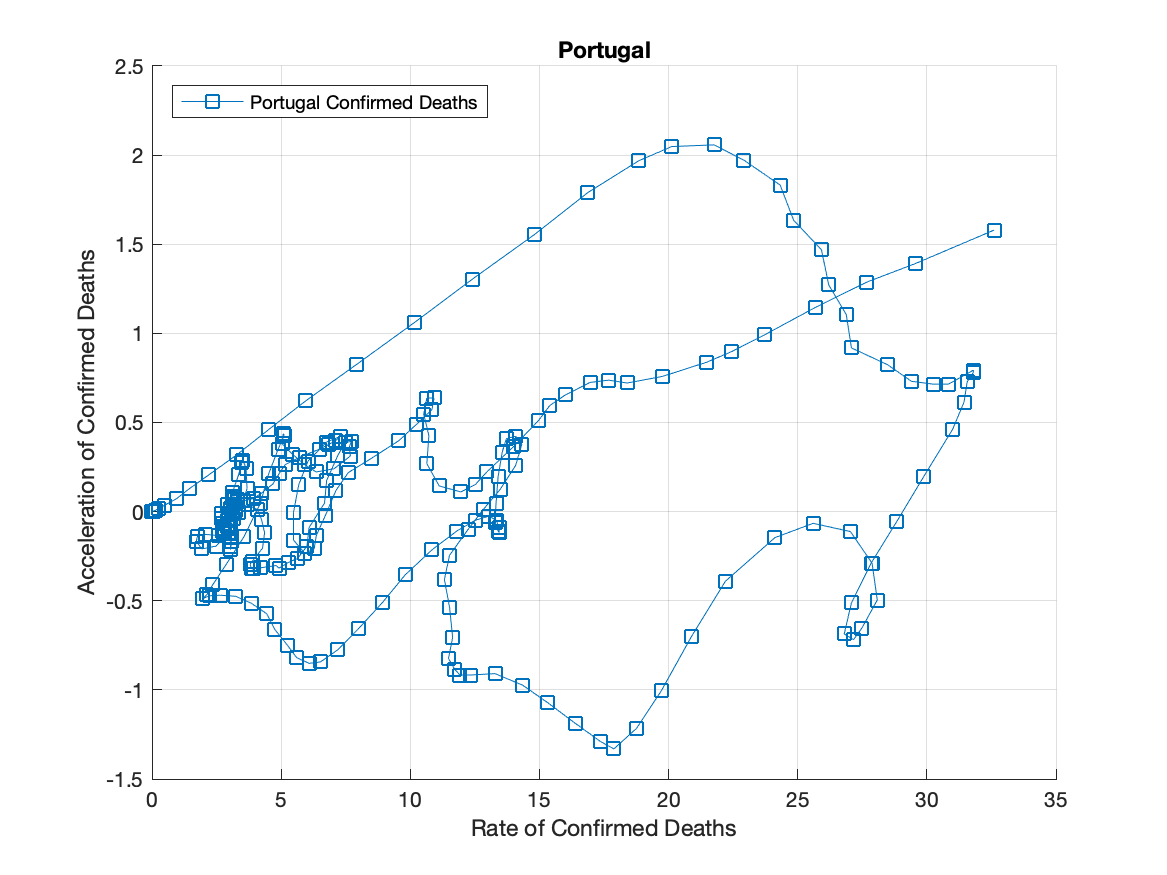 Portugal
2.5
Portugal Confirmed Deaths
2
1.5
1
0.5
0
-0.5
-1
-1.5
Acceleration of Confirmed Deaths
0 5 10 15 20 25 30 35
Rate of Confirmed Deaths